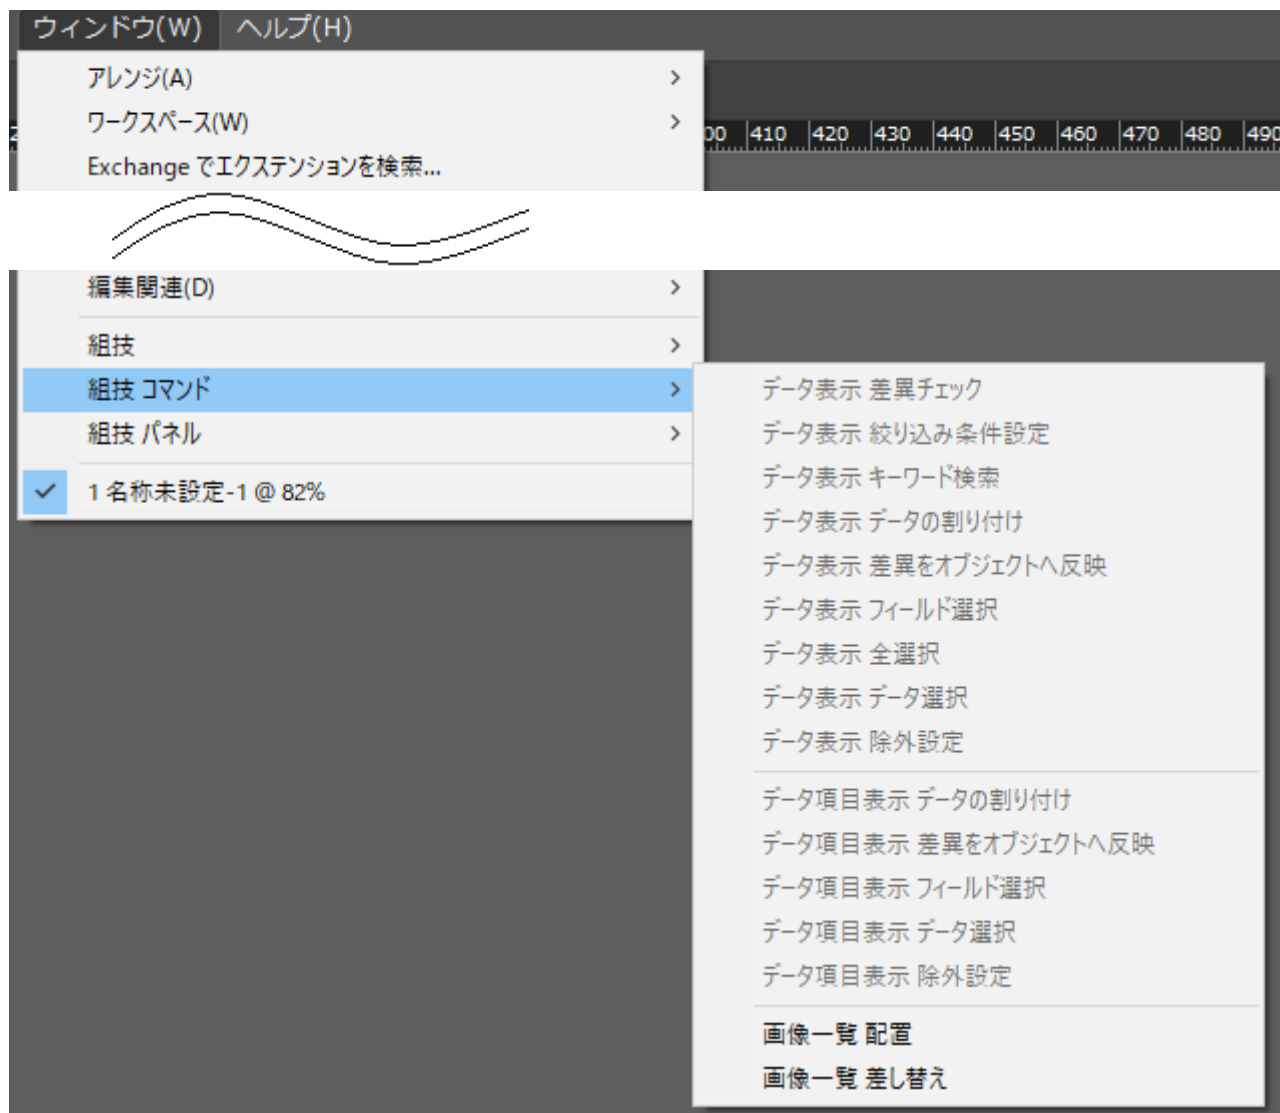 ウィンドウ(W) ヘルプ(H)
アレンジ(A)
ワークスペース(W)
410 420 430 440 450 460 470 480 490
Exchange でエクステンションを検索...
編集関連(D)
組技
組技 コマンド
組技 パネル
1 名称未設定-1 @ 82%
データ表示 差異チェック
データ表示 絞り込み条件設定
データ表示 キーワード検索
データ表示 データの割り付け
データ表示 差異をオブジェクトへ反映
データ表示 フィールド選択
データ表示 全選択
データ表示 データ選択
データ表示 除外設定
データ項目表示 データの割り付け
データ項目表示 差異をオブジェクトへ反映
データ項目表示 フィールド選択
データ項目表示 データ選択
データ項目表示 除外設定
画像一覧 配置
画像一覧 差し替え